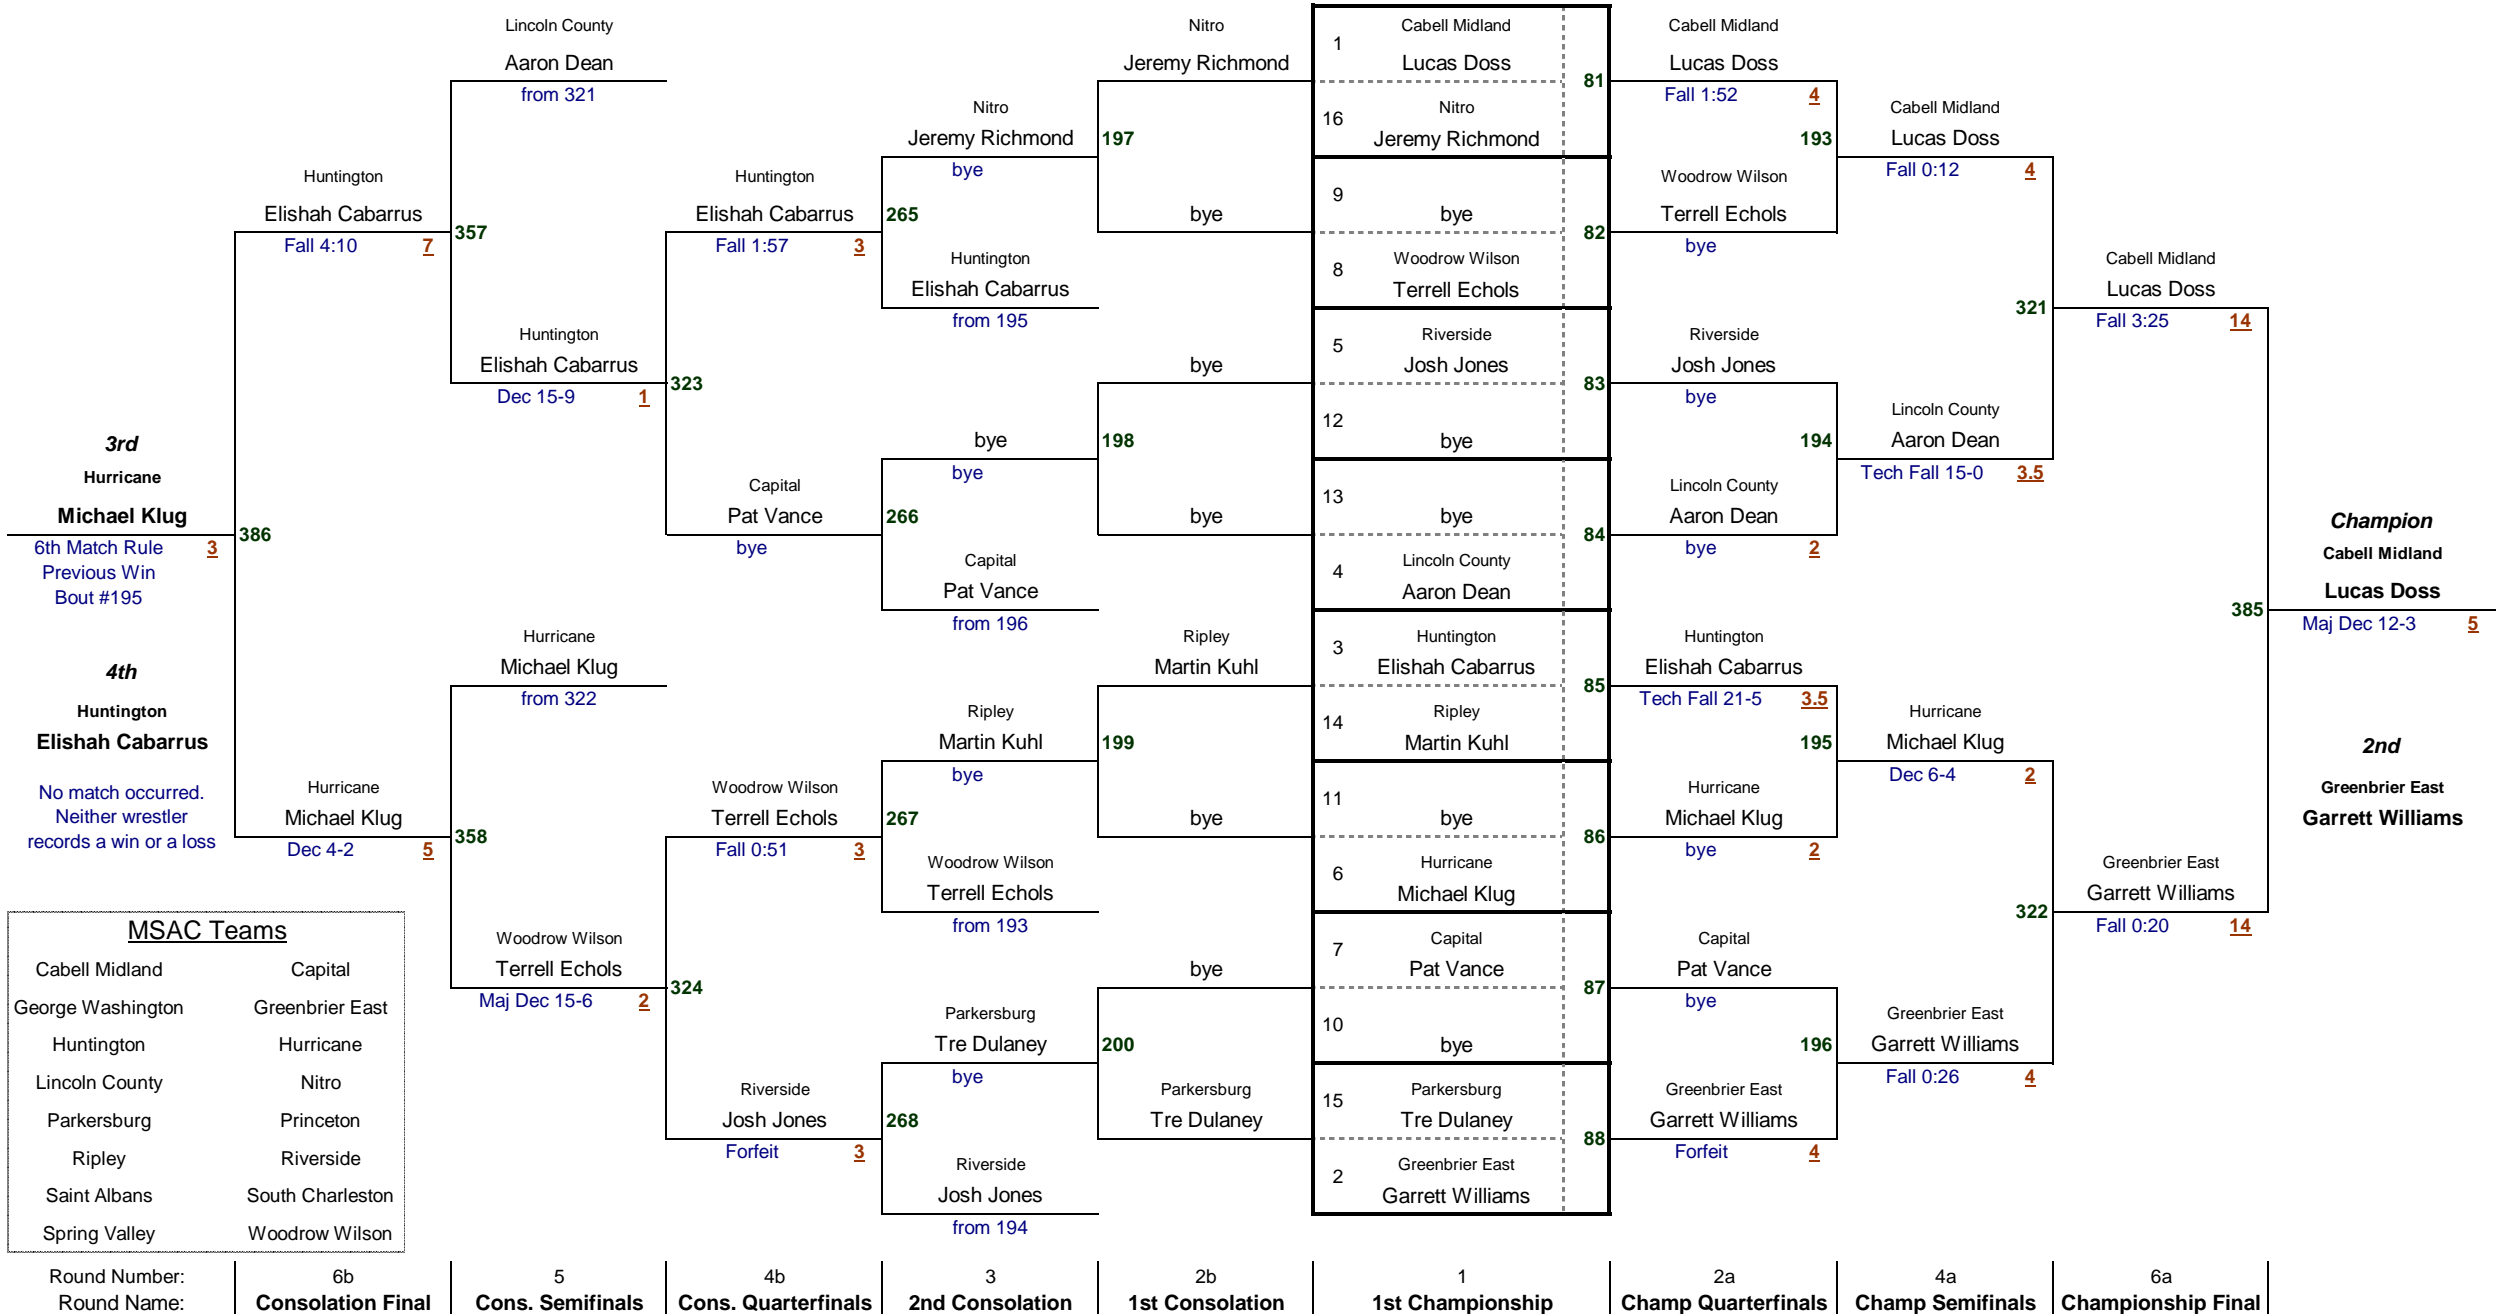 Lincoln County
Aaron Dean
from 321
Huntington
Elishah Cabarrus
Fall 4:10 7
357
Huntington
Elishah Cabarrus
Dec 15-9 1
3rd
Hurricane
Michael Klug
6th Match Rule 3
Previous Win
Bout #195
386
4th
Huntington
Elishah Cabarrus
No match occurred.
Neither wrestler
records a win or a loss
Hurricane
Michael Klug
from 322
Hurricane
Michael Klug
Dec 4-2 5
358
Woodrow Wilson
Terrell Echols
Maj Dec 15-6 2
Huntington
Elishah Cabarrus
Fall 1:57 3
323
Capital
Pat Vance
bye
Woodrow Wilson
Terrell Echols
Fall 0:51 3
324
Riverside
Josh Jones
Forfeit 3
Nitro
Jeremy Richmond
bye
265
Huntington
Elishah Cabarrus
from 195
bye
bye
266
Capital
Pat Vance
from 196
Ripley
Martin Kuhl
bye
267
Woodrow Wilson
Terrell Echols
from 193
Parkersburg
Tre Dulaney
bye
268
Riverside
Josh Jones
from 194
Nitro
Jeremy Richmond
197
bye
bye
198
bye
Ripley
Martin Kuhl
199
bye
bye
200
Parkersburg
Tre Dulaney
1 Cabell Midland
Lucas Doss
81
16 Nitro
Jeremy Richmond
9 bye
82
8 Woodrow Wilson
Terrell Echols
5 Riverside
Josh Jones
83
12 bye
13 bye
84
4 Lincoln County
Aaron Dean
3 Huntington
Elishah Cabarrus
85
14 Ripley
Martin Kuhl
11 bye
86
6 Hurricane
Michael Klug
7 Capital
Pat Vance
87
10 bye
15 Parkersburg
Tre Dulaney
88
2 Greenbrier East
Garrett Williams
Cabell Midland
Lucas Doss
Fall 1:52 4
193
Woodrow Wilson
Terrell Echols
bye
Riverside
Josh Jones
bye
194
Lincoln County
Aaron Dean
bye 2
Huntington
Elishah Cabarrus
Tech Fall 21-5 3.5
195
Hurricane
Michael Klug
bye 2
Capital
Pat Vance
bye
196
Greenbrier East
Garrett Williams
Forfeit 4
Cabell Midland
Lucas Doss
Fall 0:12 4
321
Lincoln County
Aaron Dean
Tech Fall 15-0 3.5
Hurricane
Michael Klug
Dec 6-4 2
322
Greenbrier East
Garrett Williams
Fall 0:26 4
Cabell Midland
Lucas Doss
Fall 3:25 14
385
Greenbrier East
Garrett Williams
Fall 0:20 14
Champion
Cabell Midland
Lucas Doss
Maj Dec 12-3 5
2nd
Greenbrier East
Garrett Williams
MSAC Teams
Cabell Midland Capital
George Washington Greenbrier East
Huntington Hurricane
Lincoln County Nitro
Parkersburg Princeton
Ripley Riverside
Saint Albans South Charleston
Spring Valley Woodrow Wilson
Round Number: 6b 5 4b 3 2b 1 2a 4a 6a
Round Name: Consolation Final Cons. Semifinals Cons. Quarterfinals 2nd Consolation 1st Consolation 1st Championship Champ Quarterfinals Champ Semifinals Championship Final